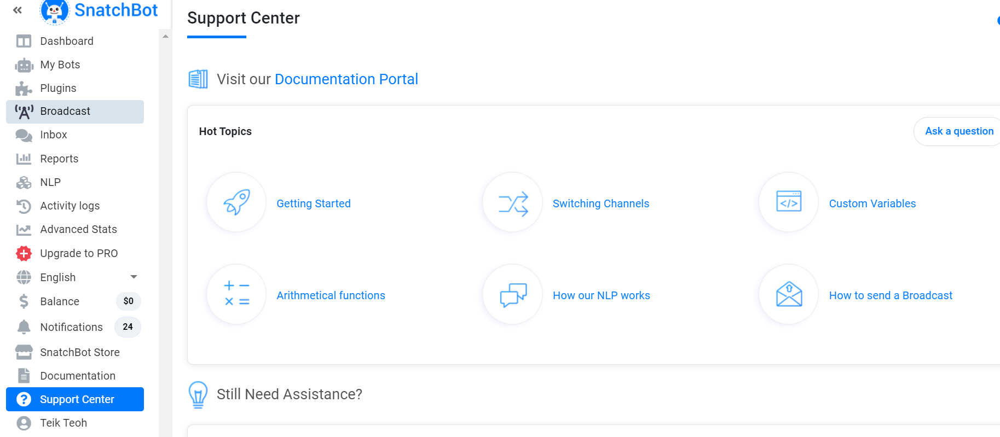 SnatchBot
Dashboard
My Bots
Plugins
Broadcast
Inbox
Reports
NLP
Activity logs
Advanced Stats
Upgrade to PRO
English
Balance $0
Notifications 24
SnatchBot Store
Documentation
Support Center
Teik Teoh
Support Center
Visit our Documentation Portal
Hot Topics
Ask a question
Getting Started
Switching Channels
Custom Variables
Arithmetical functions
How our NLP works
How to send a Broadcast
Still Need Assistance?